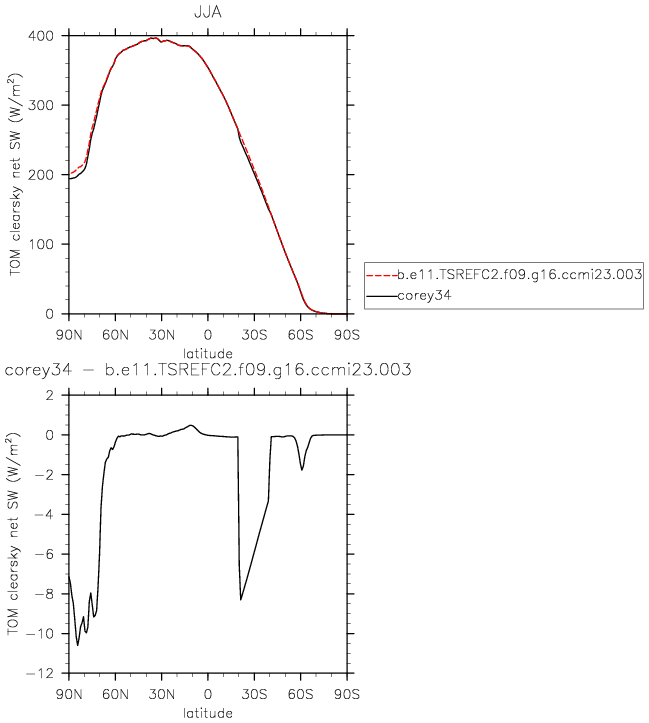 JJA
TOM clearsky net SW (W/m²)
400
300
200
100
0
90N 60N 30N 0 30S 60S 90S
latitude
b.e11.TSREFC2.f09.g16.ccmi23.003
corey34
corey34 − b.e11.TSREFC2.f09.g16.ccmi23.003
TOM clearsky net SW (W/m²)
2
0
−2
−4
−6
−8
−10
−12
90N 60N 30N 0 30S 60S 90S
latitude